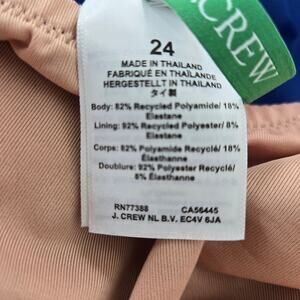 J.CREW
24
MADE IN THAILAND
FABRIQUÉ EN THAÏLANDE
HERGESTELLT IN THAILAND
タイ製
Body: 82% Recycled Polyamide/ 18%
Elastane
Lining: 92% Recycled Polyester/ 8%
Elastane
Corps: 82% Polyamide Recyclé/ 18%
Élasthanne
Doublure: 92% Polyester Recyclé/
8% Élasthanne
RN77388 CA56445
J. CREW NL B.V. EC4V 6JA